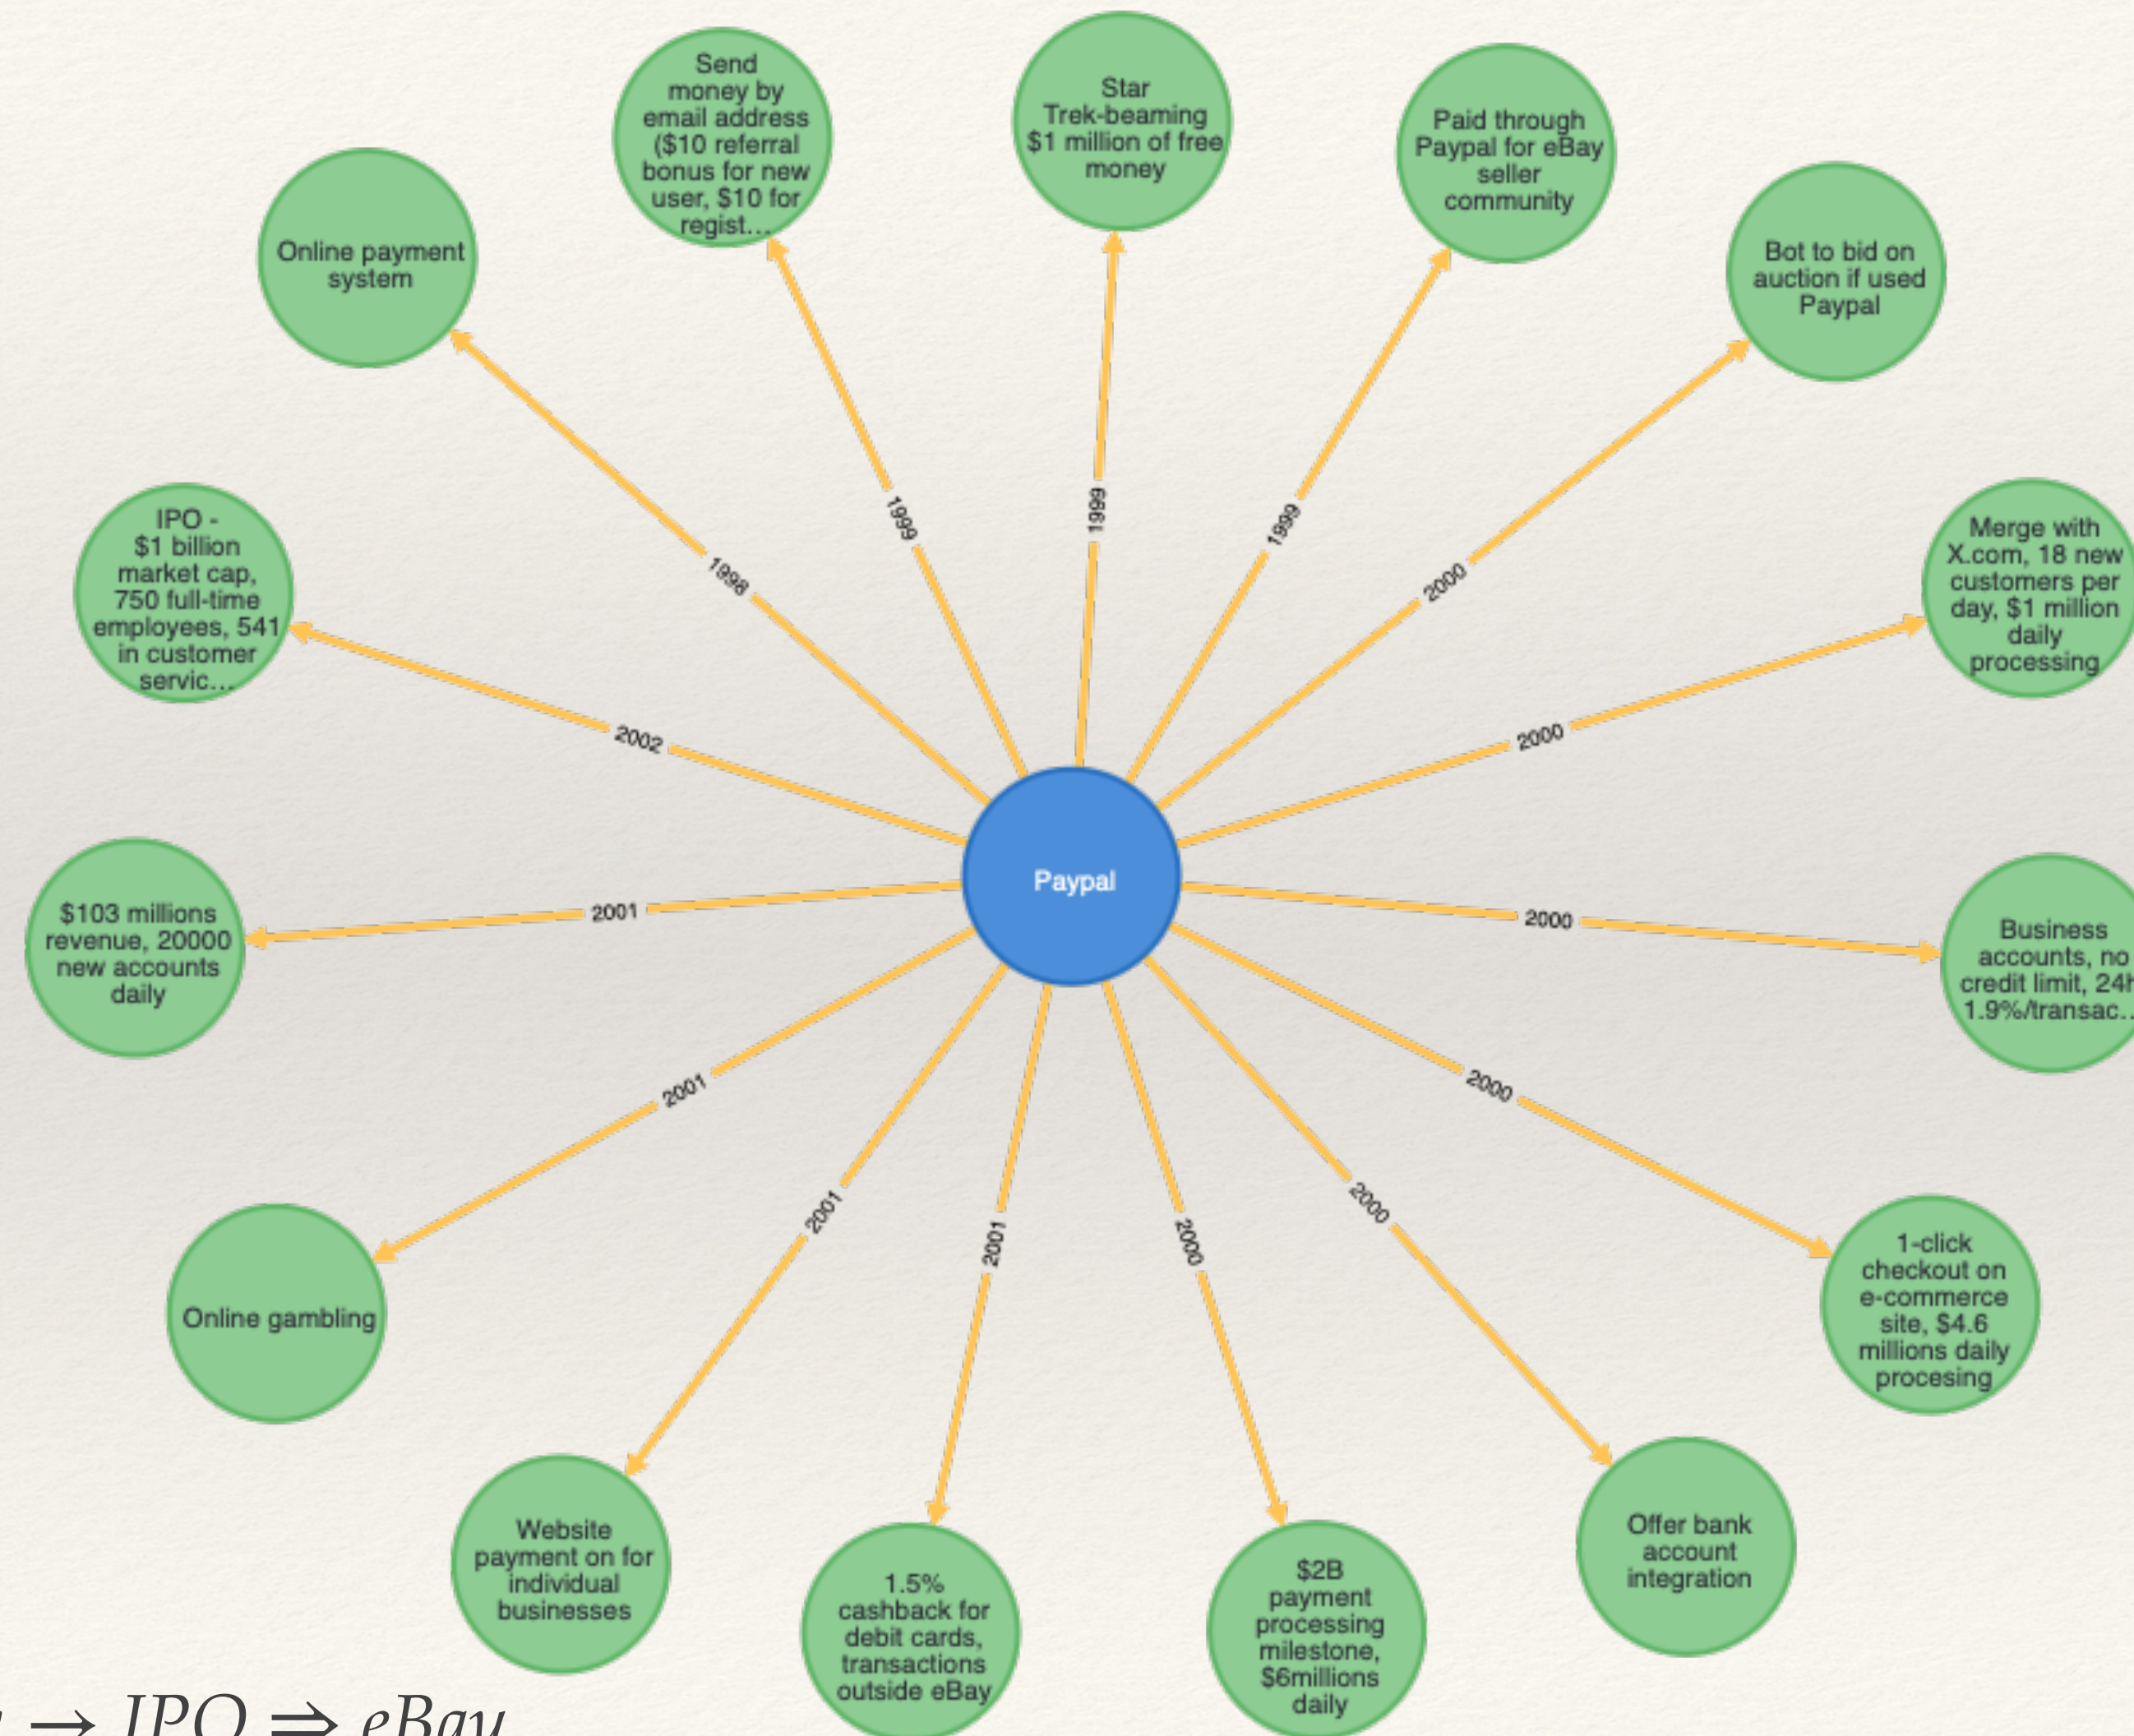 Send
money by
email address
($10 referral
bonus for new
user, $10 for
regist...
Star
Trek-beaming
$1 million of free
money
Paid through
Paypal for eBay
seller
community
Online payment
system
Bot to bid on
auction if used
Paypal
IPO -
$1 billion
market cap,
750 full-time
employees, 541
in customer
servic...
Merge with
X.com, 18 new
customers per
day, $1 million
daily
processing
1998
1999
1999
1999
2000
2000
2002
Paypal
$103 millions
revenue, 20000
new accounts
daily
2001
2000
Business
accounts, no
credit limit, 24h
1.9%/transac..
2001
2001
2001
2000
2000
2000
Online gambling
1-click
checkout on
e-commerce
site, $4.6
millions daily
procesing
Website
payment on for
individual
businesses
1.5%
cashback for
debit cards,
transactions
outside eBay
$2B
payment
processing
milestone,
$6millions
daily
Offer bank
account
integration
→ IPO ⇒ eBay